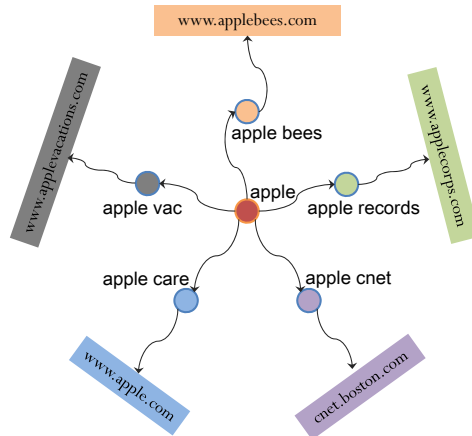 www.applebees.com
apple bees
www.applevacations.com
www.applecorps.com
apple
apple vac
apple records
apple care
apple cnet
www.apple.com
cnet.boston.com